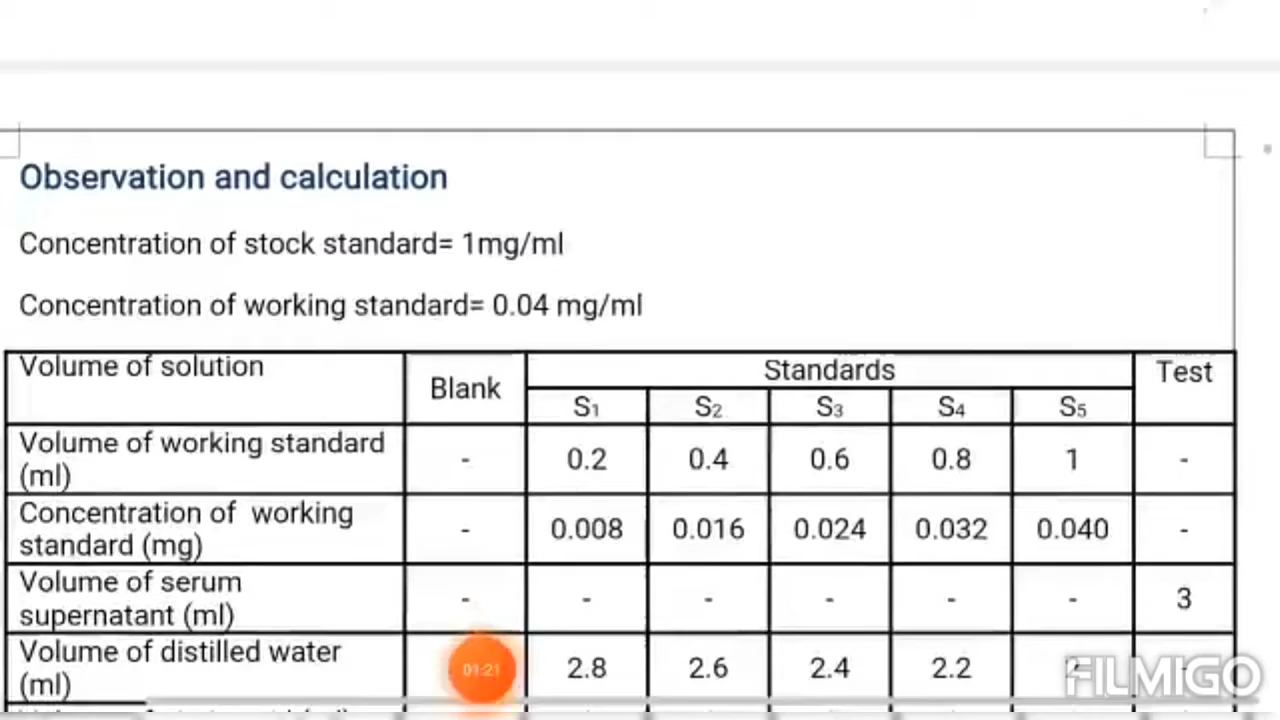 Observation and calculation
Concentration of stock standard= 1mg/ml
Concentration of working standard= 0.04 mg/ml
Volume of solution
Blank
Standards
Test
S1 S2 S3 S4 S5
Volume of working standard
(ml)
- 0.2 0.4 0.6 0.8 1 -
Concentration of working
standard (mg)
- 0.008 0.016 0.024 0.032 0.040 -
Volume of serum
supernatant (ml)
- - - - - - 3
Volume of distilled water
(ml)
2.8 2.6 2.4 2.2
01:21
FILMIGO